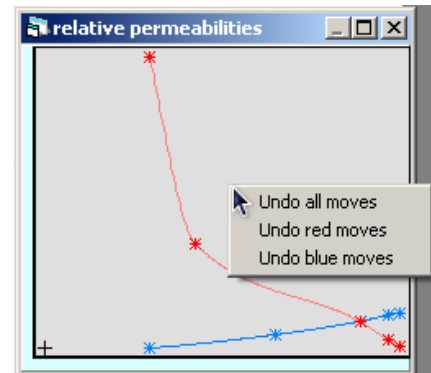 relative permeabilities
Undo all moves
Undo red moves
Undo blue moves